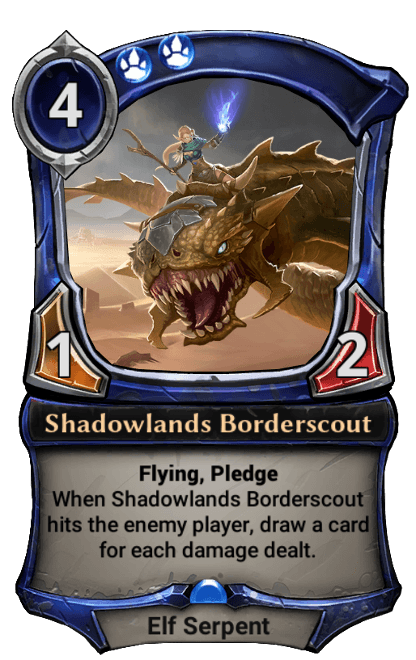 4
1
2
Shadowlands Borderscout
Flying, Pledge
When Shadowlands Borderscout
hits the enemy player, draw a card
for each damage dealt.
Elf Serpent